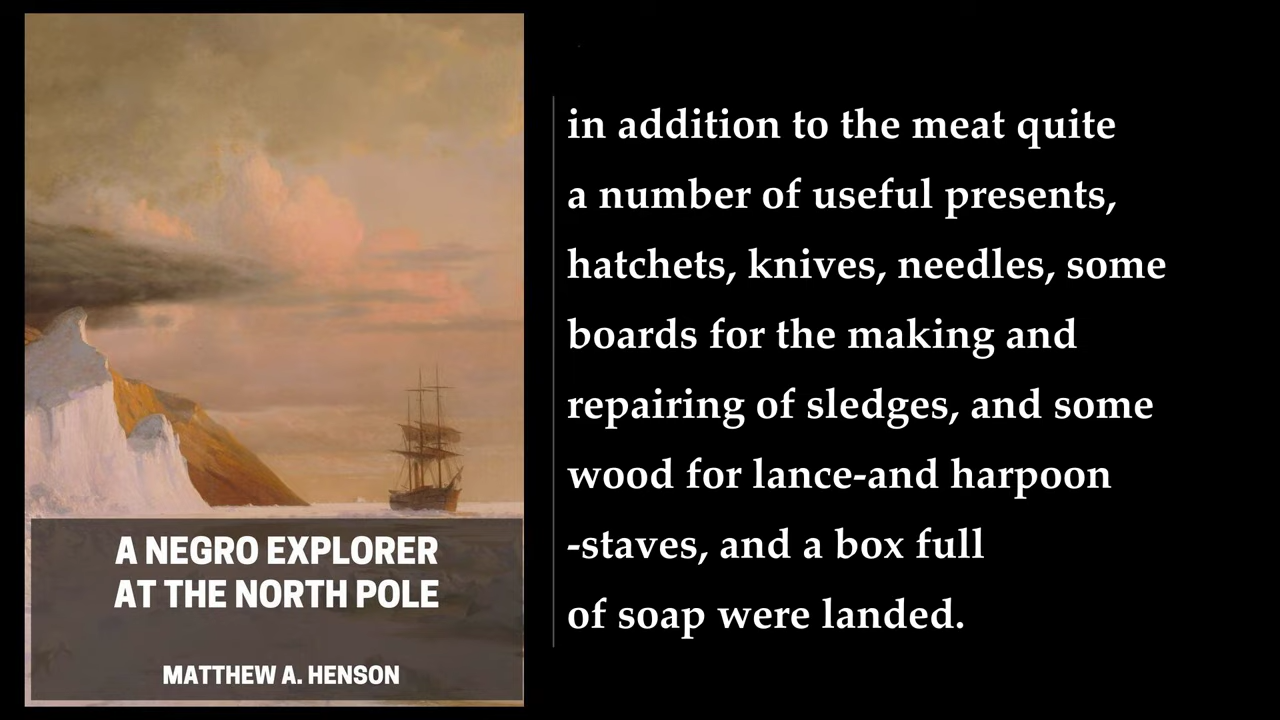 A NEGRO EXPLORER
AT THE NORTH POLE
MATTHEW A. HENSON
in addition to the meat quite
a number of useful presents,
hatchets, knives, needles, some
boards for the making and
repairing of sledges, and some
wood for lance-and harpoon
-staves, and a box full
of soap were landed.